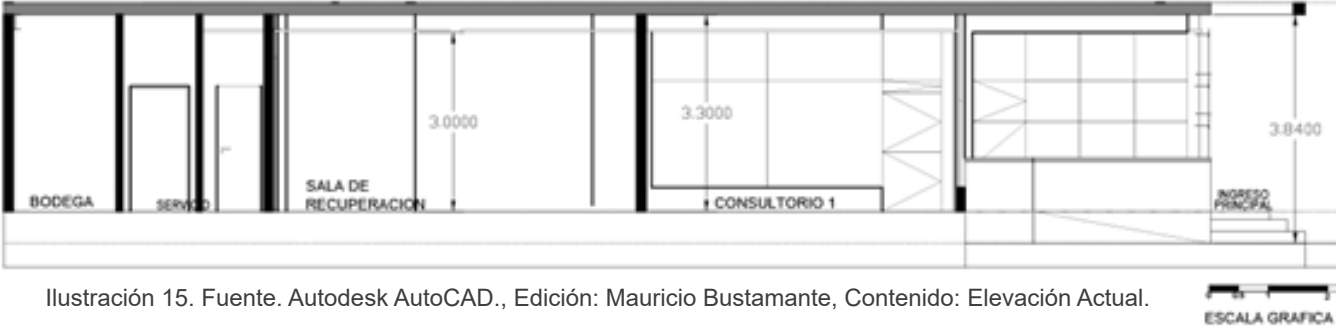 3.0000
3.3000
3.8400
BODEGA
SERVICIO
SALA DE
RECUPERACION
CONSULTORIO 1
INGRESO
PRINCIPAL
Ilustración 15. Fuente. Autodesk AutoCAD., Edición: Mauricio Bustamante, Contenido: Elevación Actual.
ESCALA GRAFICA